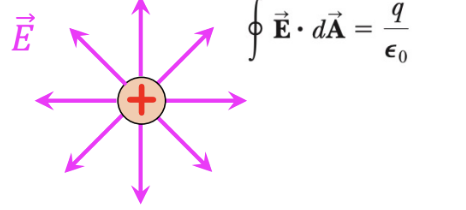 E⃗
+
∮ E⃗ · dA⃗ = q/ϵ₀